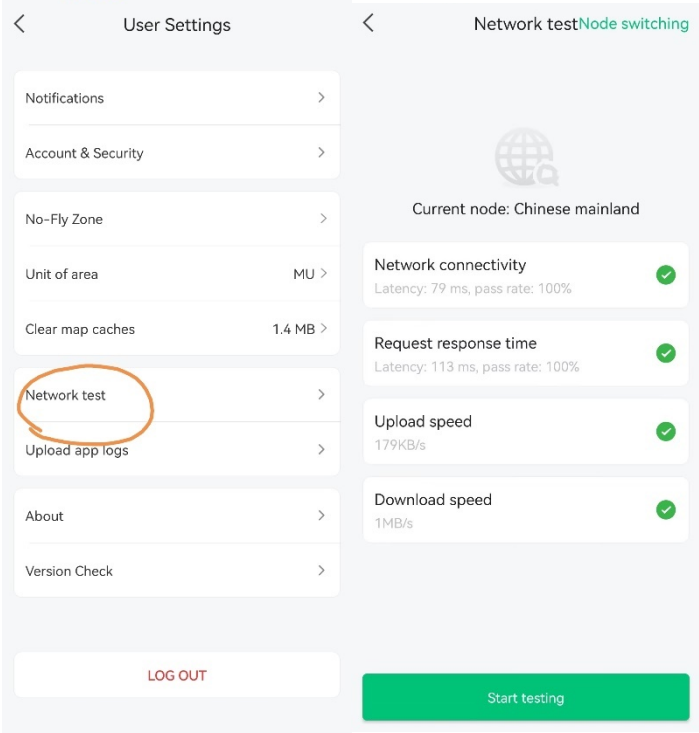 User Settings
Notifications
Account & Security
No-Fly Zone
Unit of area MU
Clear map caches 1.4 MB
Network test
Upload app logs
About
Version Check
LOG OUT
Network testNode switching
Current node: Chinese mainland
Network connectivity
Latency: 79 ms, pass rate: 100%
Request response time
Latency: 113 ms, pass rate: 100%
Upload speed
179KB/s
Download speed
1MB/s
Start testing